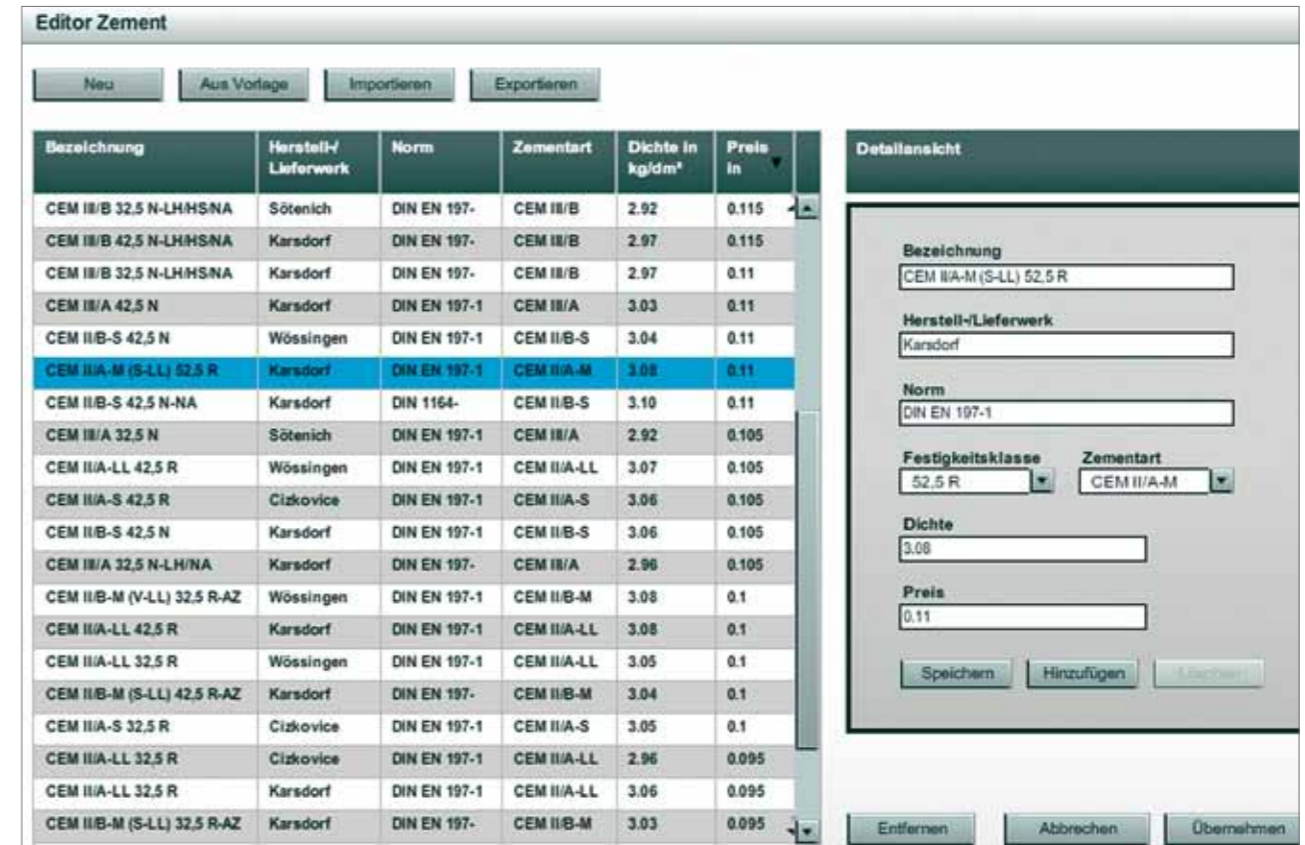 Editor Zement
Neu Aus Vorlage Importieren Exportieren
Bezeichnung Herstell-/ Norm Zementart Dichte in Preis
Lieferwerk kg/dm³ in
CEM III/B 32,5 N-LH/HS/NA Sötenich DIN EN 197- CEM III/B 2.92 0.115
CEM III/B 42,5 N-LH/HS/NA Karsdorf DIN EN 197- CEM III/B 2.97 0.115
CEM III/B 32,5 N-LH/HS/NA Karsdorf DIN EN 197- CEM III/B 2.97 0.11
CEM III/A 42,5 N Karsdorf DIN EN 197-1 CEM III/A 3.03 0.11
CEM II/B-S 42,5 N Wössingen DIN EN 197-1 CEM II/B-S 3.04 0.11
CEM II/A-M (S-LL) 52,5 R Karsdorf DIN EN 197-1 CEM II/A-M 3.08 0.11
CEM II/B-S 42,5 N-NA Karsdorf DIN 1164- CEM II/B-S 3.10 0.11
CEM III/A 32,5 N Sötenich DIN EN 197-1 CEM III/A 2.92 0.105
CEM II/A-LL 42,5 R Wössingen DIN EN 197-1 CEM II/A-LL 3.07 0.105
CEM II/A-S 42,5 R Cizkovice DIN EN 197-1 CEM II/A-S 3.06 0.105
CEM II/B-S 42,5 N Karsdorf DIN EN 197-1 CEM II/B-S 3.06 0.105
CEM III/A 32,5 N-LH/NA Karsdorf DIN EN 197- CEM III/A 2.96 0.105
CEM II/B-M (V-LL) 32,5 R-AZ Wössingen DIN EN 197-1 CEM II/B-M 3.08 0.1
CEM II/A-LL 42,5 R Karsdorf DIN EN 197-1 CEM II/A-LL 3.08 0.1
CEM II/A-LL 32,5 R Wössingen DIN EN 197-1 CEM II/A-LL 3.05 0.1
CEM II/B-M (S-LL) 42,5 R-AZ Karsdorf DIN EN 197- CEM II/B-M 3.04 0.1
CEM II/A-S 32,5 R Cizkovice DIN EN 197-1 CEM II/A-S 3.05 0.1
CEM II/A-LL 32,5 R Cizkovice DIN EN 197-1 CEM II/A-LL 2.96 0.095
CEM II/A-LL 32,5 R Karsdorf DIN EN 197-1 CEM II/A-LL 3.06 0.095
CEM II/B-M (S-LL) 32,5 R-AZ Karsdorf DIN EN 197- CEM II/B-M 3.03 0.095
Detailansicht
Bezeichnung
CEM II/A-M (S-LL) 52,5 R
Herstell-/Lieferwerk
Karsdorf
Norm
DIN EN 197-1
Festigkeitsklasse Zementart
52,5 R CEM II/A-M
Dichte
3.08
Preis
0.11
Speichern Hinzufügen Löschen
Entfernen Abbrechen Übernehmen